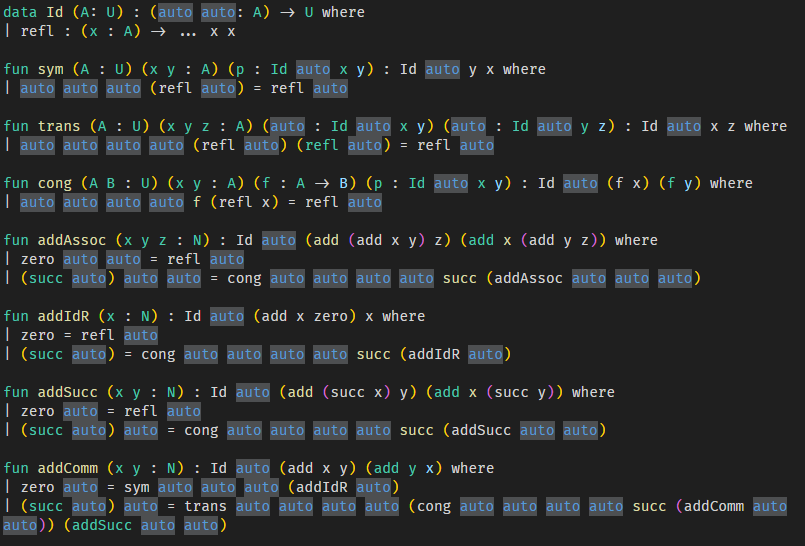 data Id (A: U) : (auto auto: A) → U where
| refl : (x : A) → … x x
fun sym (A : U) (x y : A) (p : Id auto x y) : Id auto y x where
| auto auto auto (refl auto) = refl auto
fun trans (A : U) (x y z : A) (auto : Id auto x y) (auto : Id auto y z) : Id auto x z where
| auto auto auto auto (refl auto) (refl auto) = refl auto
fun cong (A B : U) (x y : A) (f : A → B) (p : Id auto x y) : Id auto (f x) (f y) where
| auto auto auto auto f (refl x) = refl auto
fun addAssoc (x y z : N) : Id auto (add (add x y) z) (add x (add y z)) where
| zero auto auto = refl auto
| (succ auto) auto auto = cong auto auto auto auto succ (addAssoc auto auto auto)
fun addIdR (x : N) : Id auto (add x zero) x where
| zero = refl auto
| (succ auto) = cong auto auto auto auto succ (addIdR auto)
fun addSucc (x y : N) : Id auto (add (succ x) y) (add x (succ y)) where
| zero auto = refl auto
| (succ auto) auto = cong auto auto auto auto succ (addSucc auto auto)
fun addComm (x y : N) : Id auto (add x y) (add y x) where
| zero auto = sym auto auto auto (addIdR auto)
| (succ auto) auto = trans auto auto auto auto (cong auto auto auto auto succ (addComm auto
auto)) (addSucc auto auto)